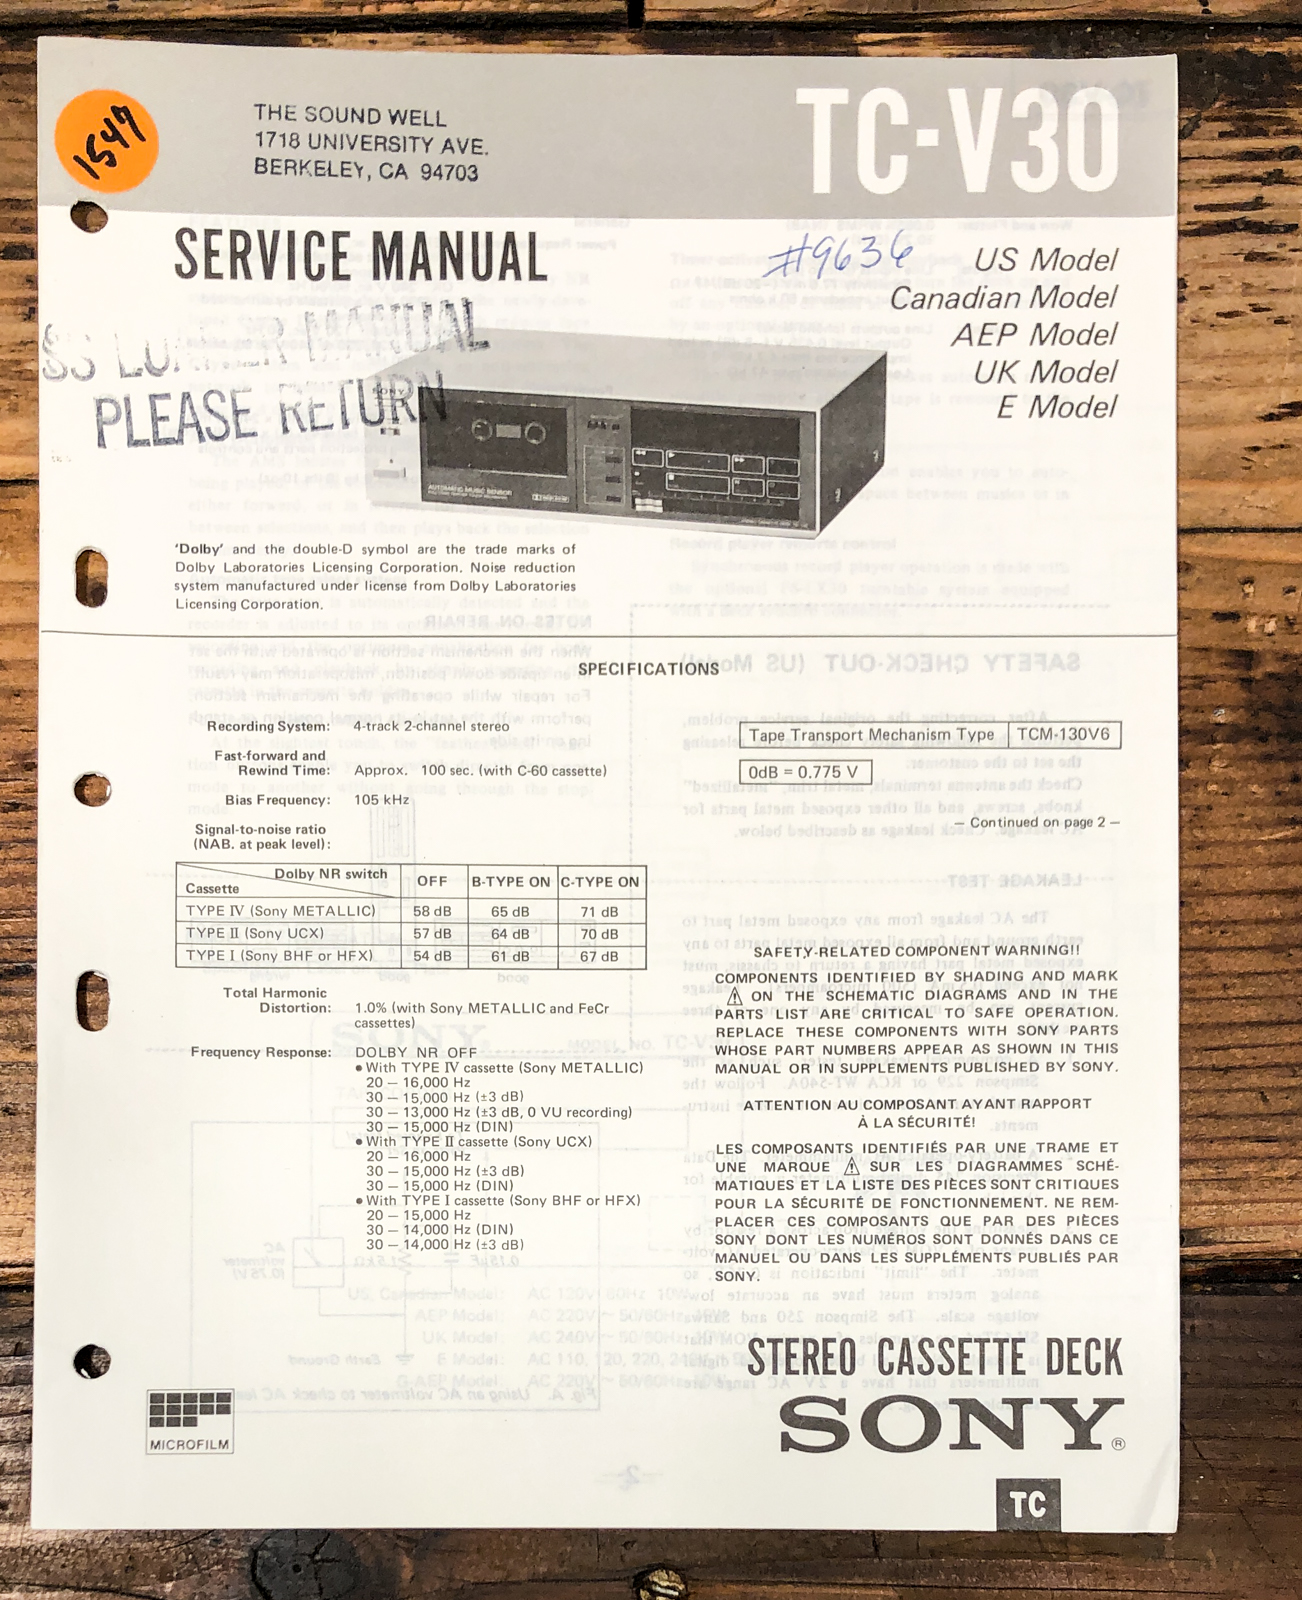 1547
THE SOUND WELL
1718 UNIVERSITY AVE.
BERKELEY, CA 94703
TC-V30
SERVICE MANUAL
#9636
US Model
Canadian Model
AEP Model
UK Model
E Model
MANUAL
PLEASE RETURN
SONY
AUTOMATIC MUSIC SENSOR
'Dolby' and the double-D symbol are the trade marks of
Dolby Laboratories Licensing Corporation. Noise reduction
system manufactured under license from Dolby Laboratories
Licensing Corporation.
SPECIFICATIONS
Recording System: 4-track 2-channel stereo
Fast-forward and
Rewind Time: Approx. 100 sec. (with C-60 cassette)
Bias Frequency: 105 kHz
Signal-to-noise ratio
(NAB. at peak level):
Dolby NR switch
Cassette OFF B-TYPE ON C-TYPE ON
TYPE IV (Sony METALLIC) 58 dB 65 dB 71 dB
TYPE II (Sony UCX) 57 dB 64 dB 70 dB
TYPE I (Sony BHF or HFX) 54 dB 61 dB 67 dB
Total Harmonic
Distortion: 1.0% (with Sony METALLIC and FeCr
cassettes)
Frequency Response: DOLBY NR OFF
• With TYPE IV cassette (Sony METALLIC)
20 – 16,000 Hz
30 – 15,000 Hz (±3 dB)
30 – 13,000 Hz (±3 dB, 0 VU recording)
30 – 15,000 Hz (DIN)
• With TYPE II cassette (Sony UCX)
20 – 16,000 Hz
30 – 15,000 Hz (±3 dB)
30 – 15,000 Hz (DIN)
• With TYPE I cassette (Sony BHF or HFX)
20 – 15,000 Hz
30 – 14,000 Hz (DIN)
30 – 14,000 Hz (±3 dB)
Tape Transport Mechanism Type TCM-130V6
0dB = 0.775 V
– Continued on page 2 –
SAFETY-RELATED COMPONENT WARNING!!
COMPONENTS IDENTIFIED BY SHADING AND MARK
⚠ ON THE SCHEMATIC DIAGRAMS AND IN THE
PARTS LIST ARE CRITICAL TO SAFE OPERATION.
REPLACE THESE COMPONENTS WITH SONY PARTS
WHOSE PART NUMBERS APPEAR AS SHOWN IN THIS
MANUAL OR IN SUPPLEMENTS PUBLISHED BY SONY.
ATTENTION AU COMPOSANT AYANT RAPPORT
À LA SÉCURITÉ!
LES COMPOSANTS IDENTIFIÉS PAR UNE TRAME ET
UNE MARQUE ⚠ SUR LES DIAGRAMMES SCHÉ-
MATIQUES ET LA LISTE DES PIÈCES SONT CRITIQUES
POUR LA SÉCURITÉ DE FONCTIONNEMENT. NE REM-
PLACER CES COMPOSANTS QUE PAR DES PIÈCES
SONY DONT LES NUMÉROS SONT DONNÉS DANS CE
MANUEL OU DANS LES SUPPLÉMENTS PUBLIÉS PAR
SONY.
STEREO CASSETTE DECK
SONY®
MICROFILM
TC